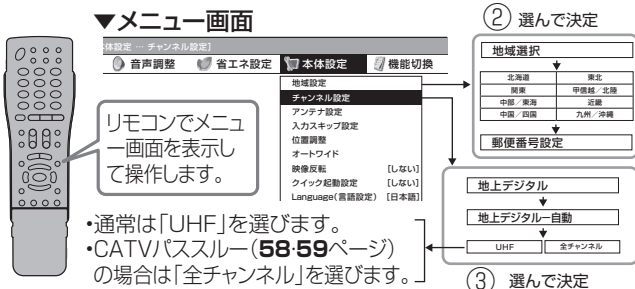 ▼メニュー画面
体設定 … チャンネル設定]
音声調整 省エネ設定 本体設定 機能切換
地域設定
チャンネル設定
アンテナ設定
入力スキップ設定
位置調整
オートワイド
映像反転 [しない]
クイック起動設定 [しない]
Language(言語設定) [日本語]
リモコンでメニュ
ー画面を表示し
て操作します。
② 選んで決定
地域選択
北海道 東北
関東 甲信越／北陸
中部／東海 近畿
中国／四国 九州／沖縄
郵便番号設定
地上デジタル
地上デジタルー自動
UHF 全チャンネル
③ 選んで決定
•通常は「UHF」を選びます。
•CATVパススルー(58·59ページ)
の場合は「全チャンネル」を選びます。